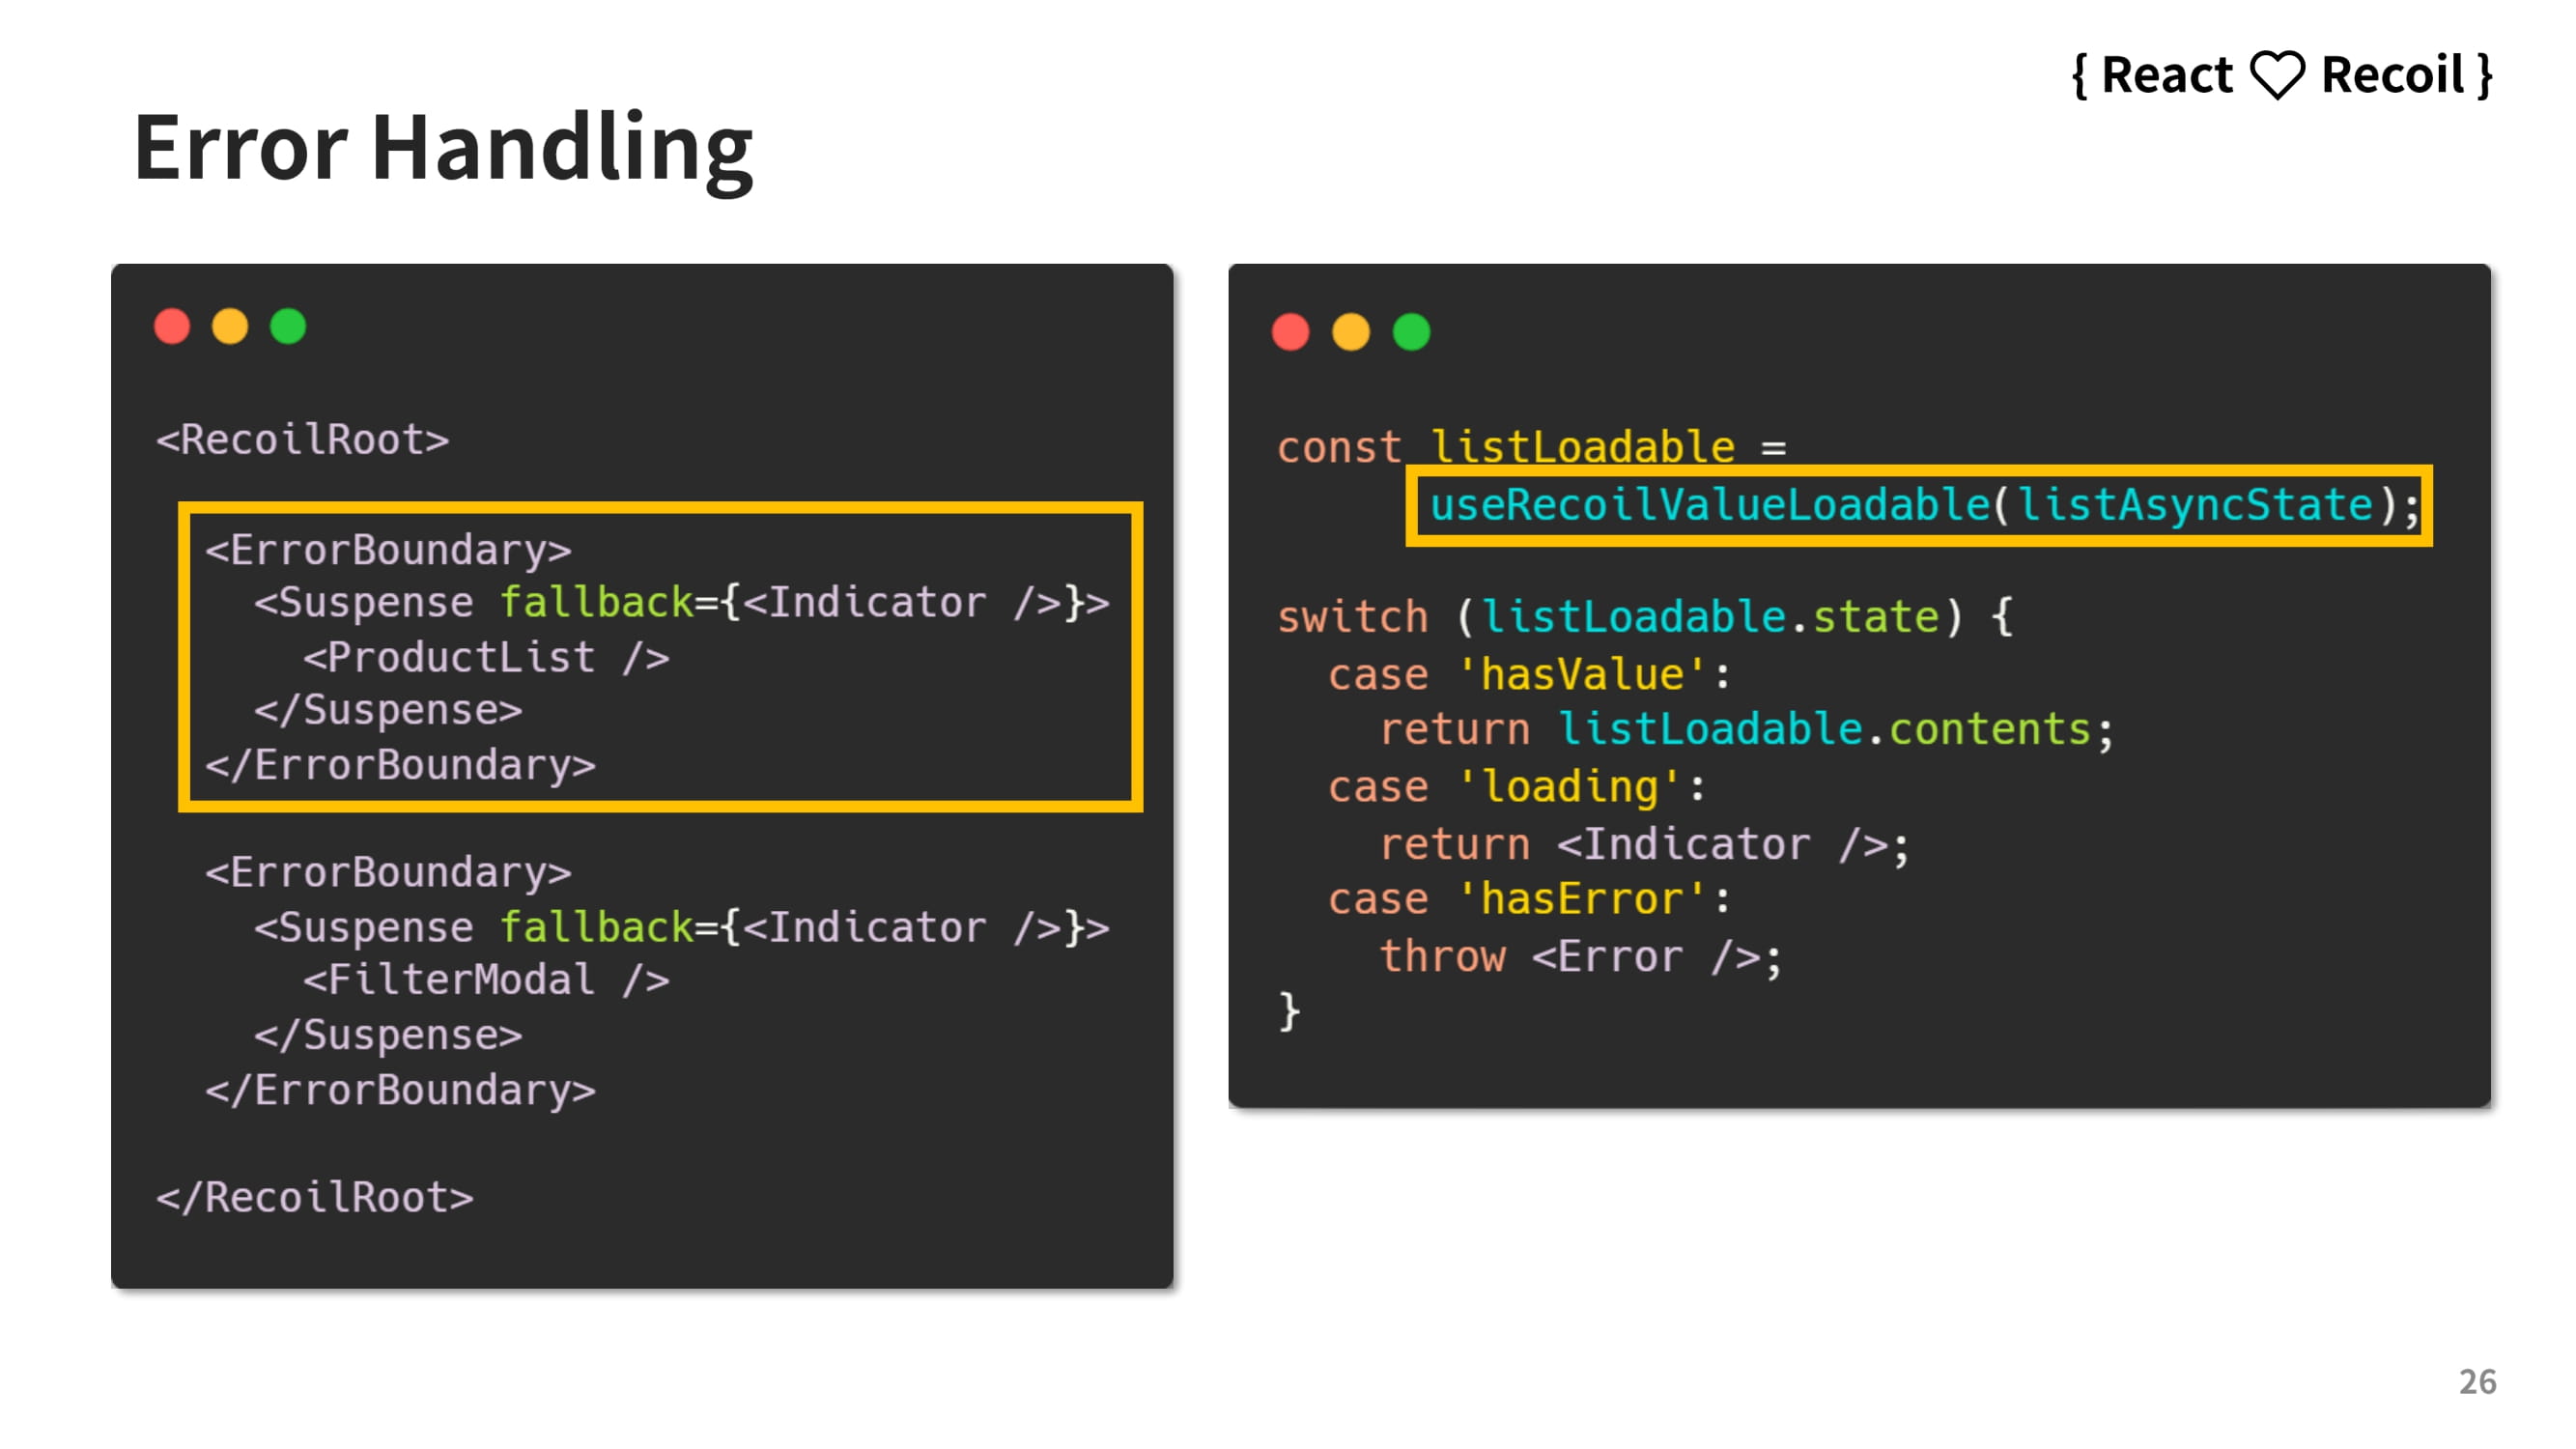 { React ♡ Recoil }
Error Handling
<RecoilRoot>
<ErrorBoundary>
<Suspense fallback={<Indicator />}>
<ProductList />
</Suspense>
</ErrorBoundary>
<ErrorBoundary>
<Suspense fallback={<Indicator />}>
<FilterModal />
</Suspense>
</ErrorBoundary>
</RecoilRoot>
const listLoadable =
useRecoilValueLoadable(listAsyncState);
switch (listLoadable.state) {
case 'hasValue':
return listLoadable.contents;
case 'loading':
return <Indicator />;
case 'hasError':
throw <Error />;
}
26